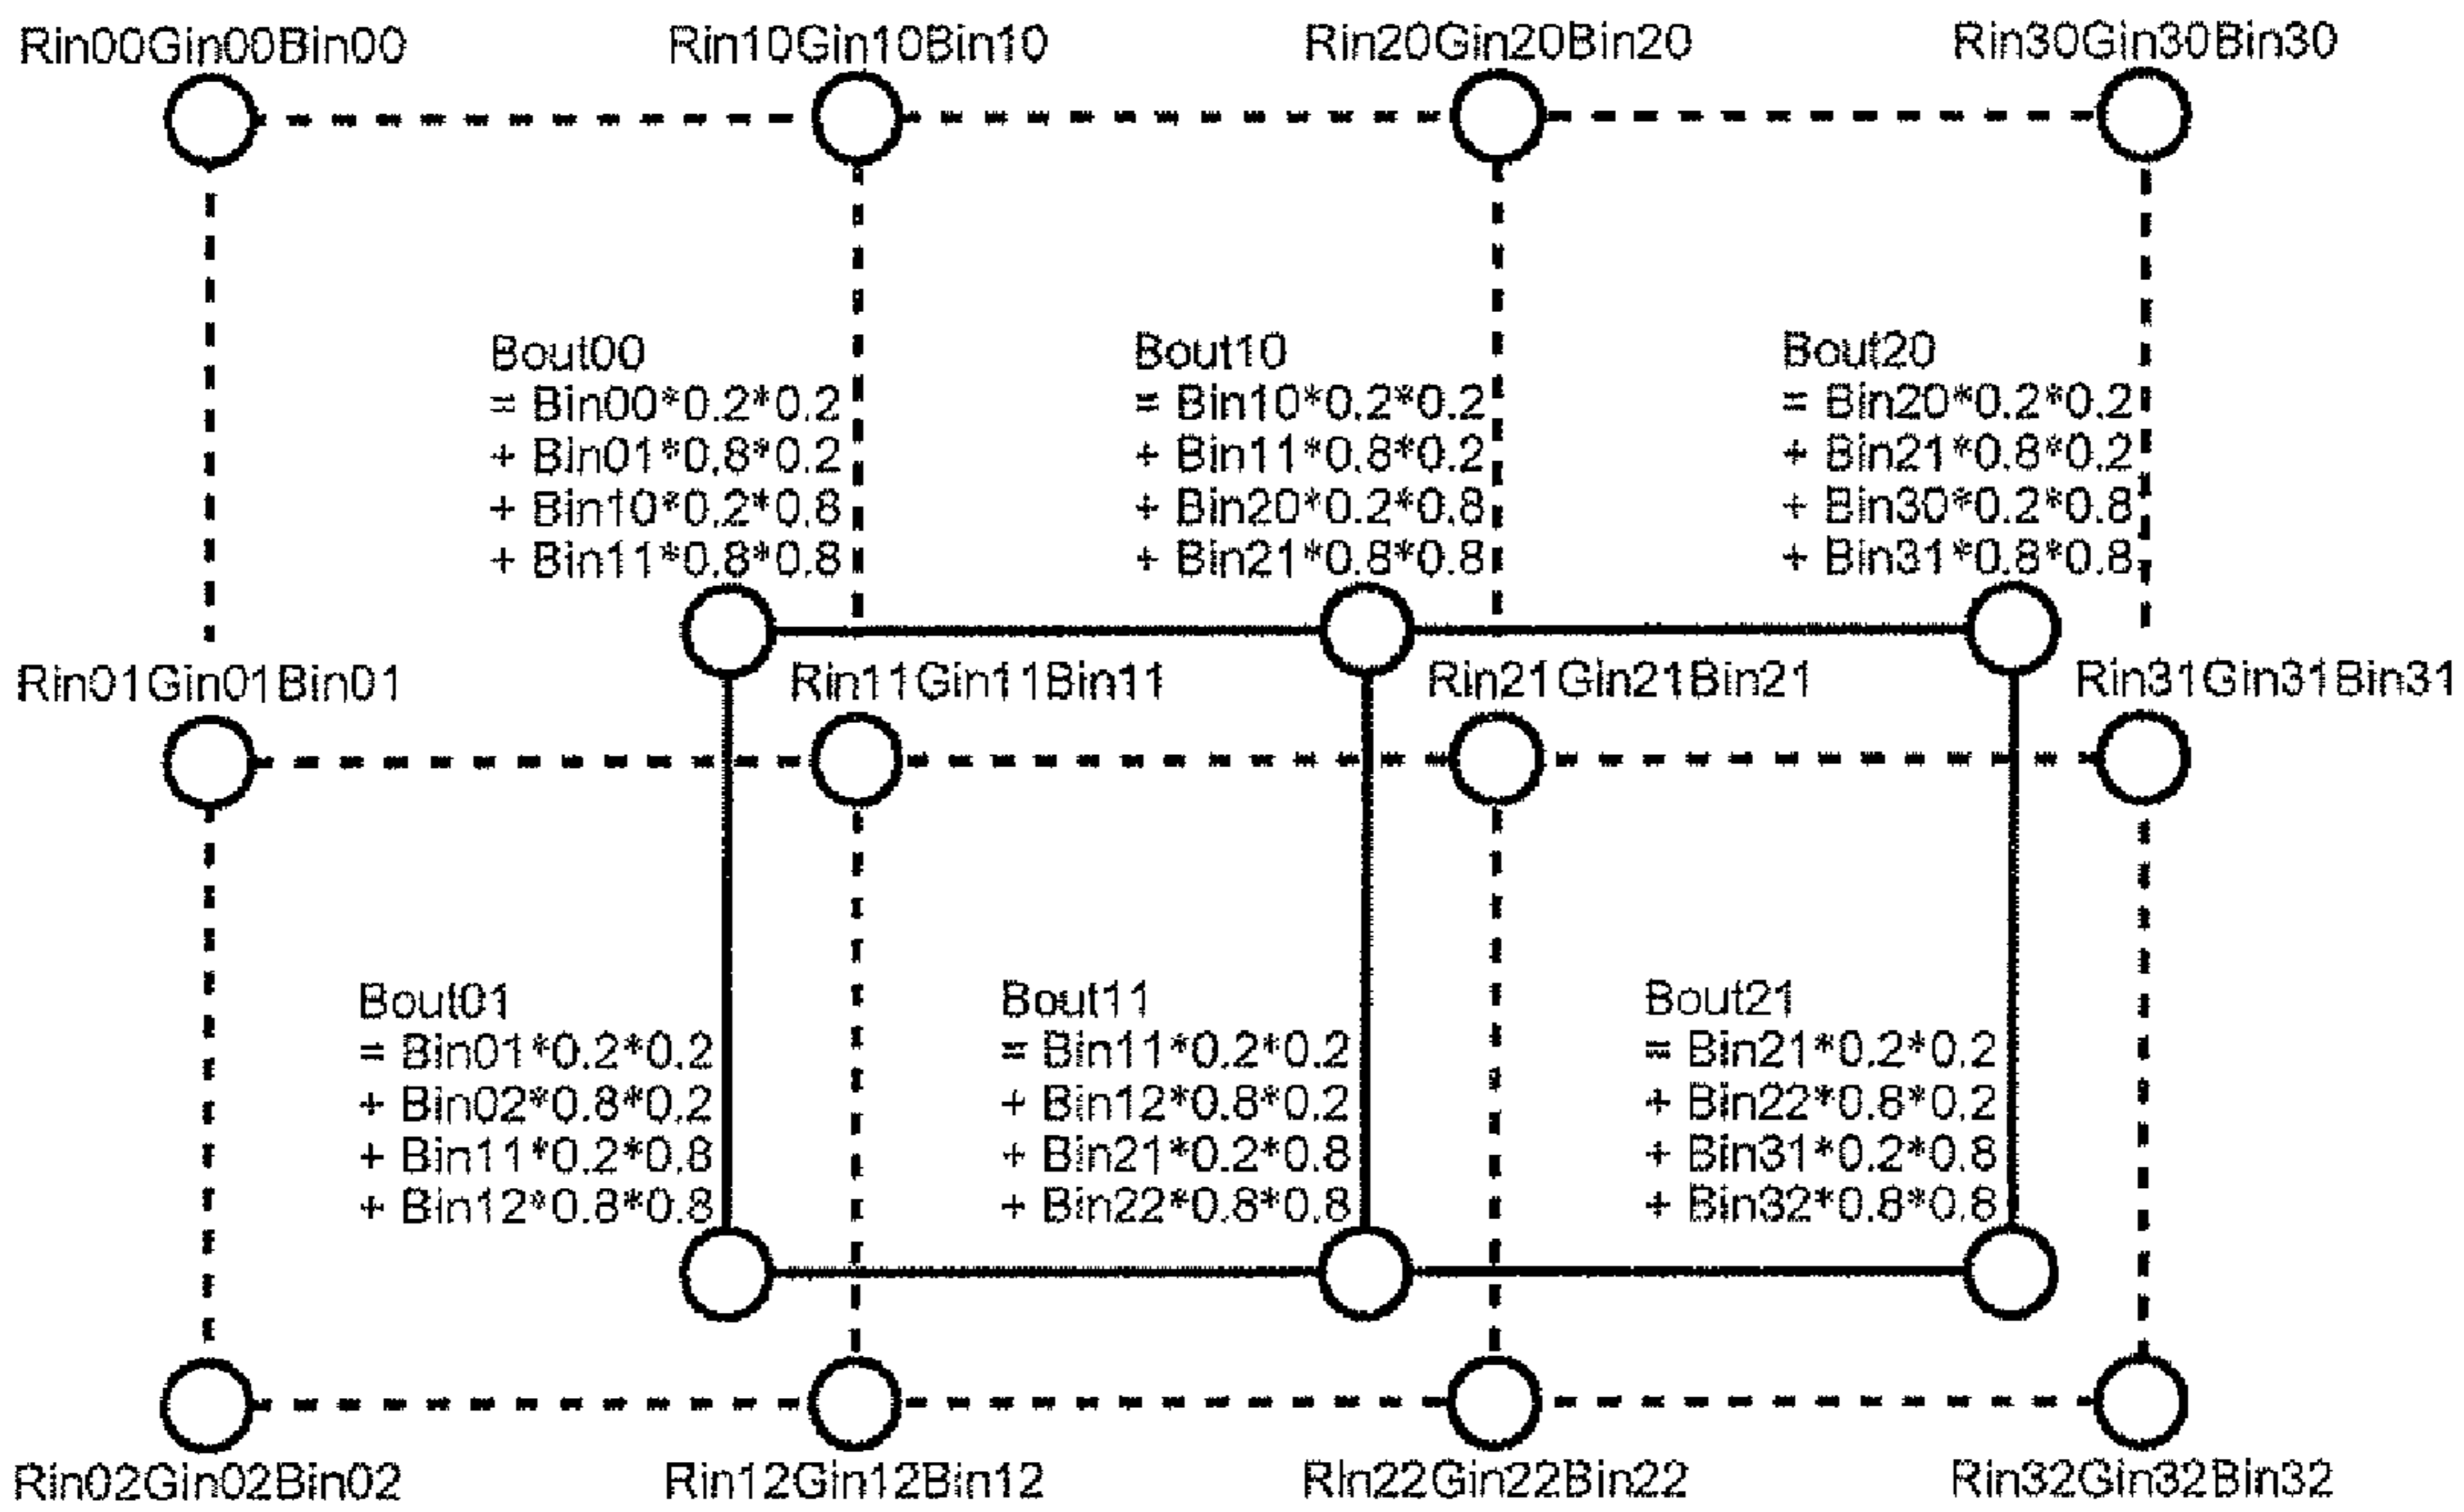 Rin00Gin00Bin00
Rin10Gin10Bin10
Rin20Gin20Bin20
Rin30Gin30Bin30
Bout00
= Bin00*0.2*0.2
+ Bin01*0.8*0.2
+ Bin10*0.2*0.8
+ Bin11*0.8*0.8
Bout10
= Bin10*0.2*0.2
+ Bin11*0.8*0.2
+ Bin20*0.2*0.8
+ Bin21*0.8*0.8
Bout20
= Bin20*0.2*0.2
+ Bin21*0.8*0.2
+ Bin30*0.2*0.8
+ Bin31*0.8*0.8
Rin01Gin01Bin01
Rin11Gin11Bin11
Rin21Gin21Bin21
Rin31Gin31Bin31
Bout01
= Bin01*0.2*0.2
+ Bin02*0.8*0.2
+ Bin11*0.2*0.8
+ Bin12*0.8*0.8
Bout11
= Bin11*0.2*0.2
+ Bin12*0.8*0.2
+ Bin21*0.2*0.8
+ Bin22*0.8*0.8
Bout21
= Bin21*0.2*0.2
+ Bin22*0.8*0.2
+ Bin31*0.2*0.8
+ Bin32*0.8*0.8
Rin02Gin02Bin02
Rin12Gin12Bin12
Rin22Gin22Bin22
Rin32Gin32Bin32